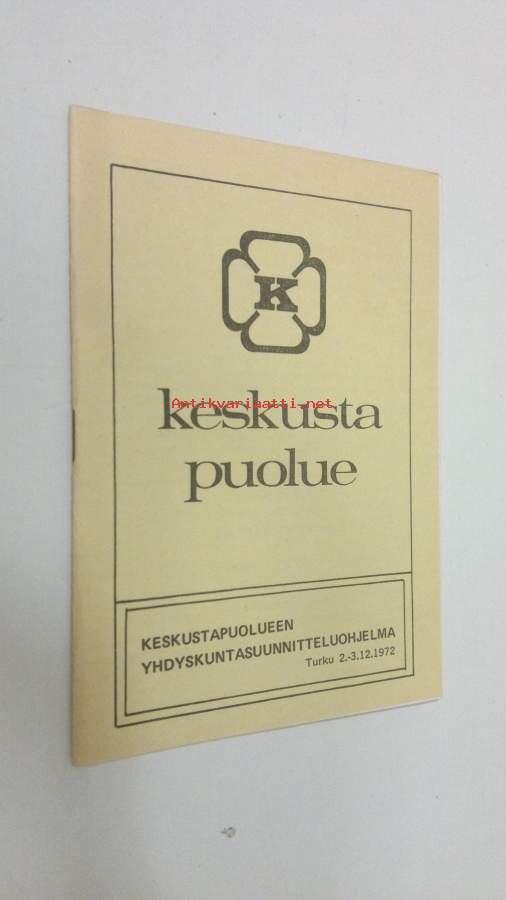 K
keskusta
Antikvariaatti.net
puolue
KESKUSTAPUOLUEEN
YHDYSKUNTASUUNNITTELUOHJELMA
Turku 2.-3.12.1972